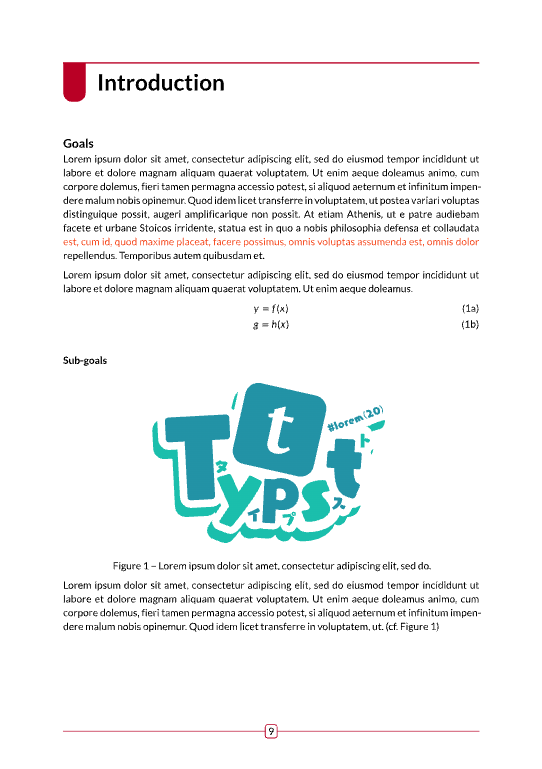 Introduction
Goals
Lorem ipsum dolor sit amet, consectetur adipiscing elit, sed do eiusmod tempor incididunt ut
labore et dolore magnam aliquam quaerat voluptatem. Ut enim aeque doleamus animo, cum
corpore dolemus, fieri tamen permagna accessio potest, si aliquod aeternum et infinitum impen-
dere malum nobis opinemur. Quod idem licet transferre in voluptatem, ut postea variari voluptas
distinguique possit, augeri amplificarique non possit. At etiam Athenis, ut e patre audiebam
facete et urbane Stoicos irridente, statua est in quo a nobis philosophia defensa et collaudata
est, cum id, quod maxime placeat, facere possimus, omnis voluptas assumenda est, omnis dolor
repellendus. Temporibus autem quibusdam et.
Lorem ipsum dolor sit amet, consectetur adipiscing elit, sed do eiusmod tempor incididunt ut
labore et dolore magnam aliquam quaerat voluptatem. Ut enim aeque doleamus.
y = f(x) (1a)
g = h(x) (1b)
Sub-goals
t
#lorem(20)
Typst
タイプスト
Figure 1 – Lorem ipsum dolor sit amet, consectetur adipiscing elit, sed do.
Lorem ipsum dolor sit amet, consectetur adipiscing elit, sed do eiusmod tempor incididunt ut
labore et dolore magnam aliquam quaerat voluptatem. Ut enim aeque doleamus animo, cum
corpore dolemus, fieri tamen permagna accessio potest, si aliquod aeternum et infinitum impen-
dere malum nobis opinemur. Quod idem licet transferre in voluptatem, ut. (cf. Figure 1)
9